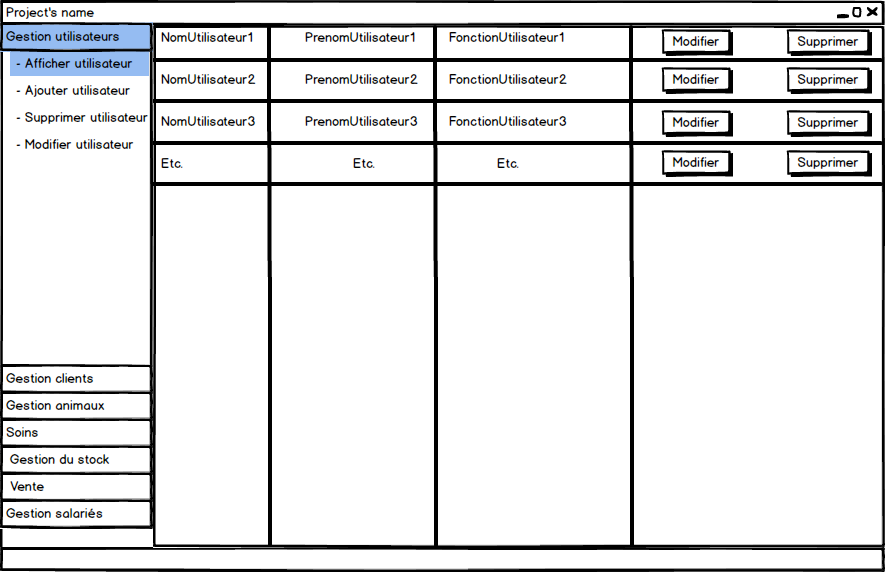 Project's name
Gestion utilisateurs
- Afficher utilisateur
- Ajouter utilisateur
- Supprimer utilisateur
- Modifier utilisateur
Gestion clients
Gestion animaux
Soins
Gestion du stock
Vente
Gestion salariés
NomUtilisateur1 PrenomUtilisateur1 FonctionUtilisateur1 Modifier Supprimer
NomUtilisateur2 PrenomUtilisateur2 FonctionUtilisateur2 Modifier Supprimer
NomUtilisateur3 PrenomUtilisateur3 FonctionUtilisateur3 Modifier Supprimer
Etc. Etc. Etc. Modifier Supprimer